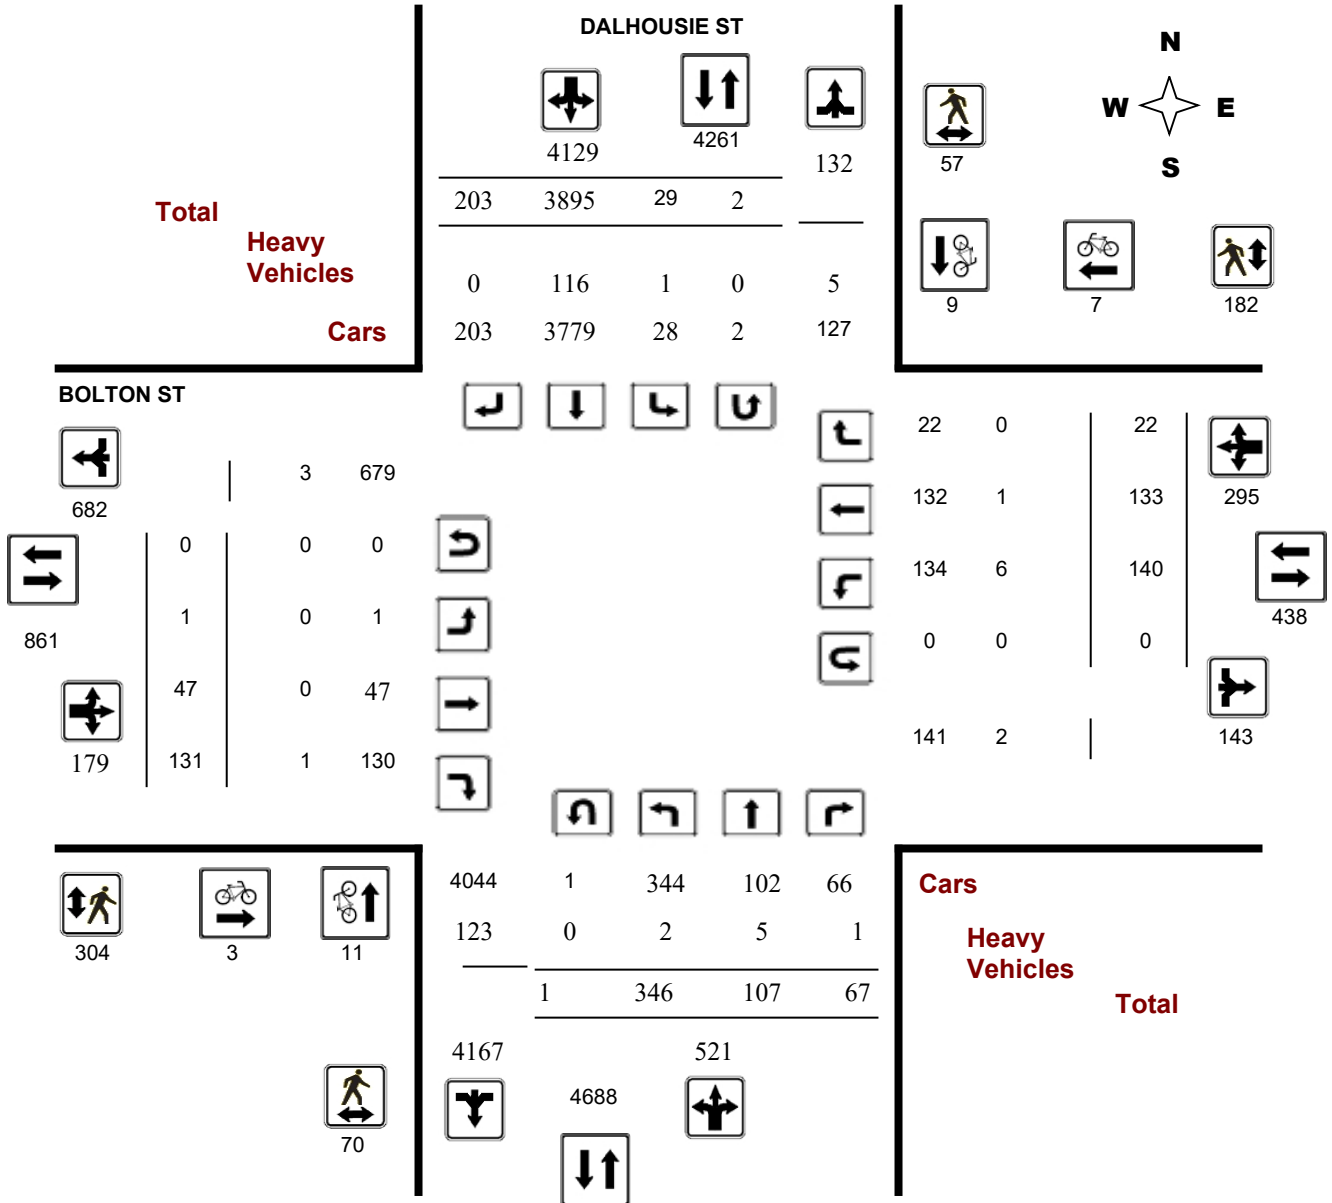 DALHOUSIE ST
N
W E
S
4129 4261 132 57
Total 203 3895 29 2
Heavy
Vehicles 0 116 1 0 5
9 7 182
Cars 203 3779 28 2 127
BOLTON ST
22 0 22
3 679
682
132 1 133 295
0 0 0
134 6 140
1 0 1
861
438
0 0 0
47 0 47
179 131 1 130
141 2 143
4044 1 344 102 66 Cars
123 0 2 5 1 Heavy
Vehicles
304 3 11
1 346 107 67 Total
4167 521
4688
70